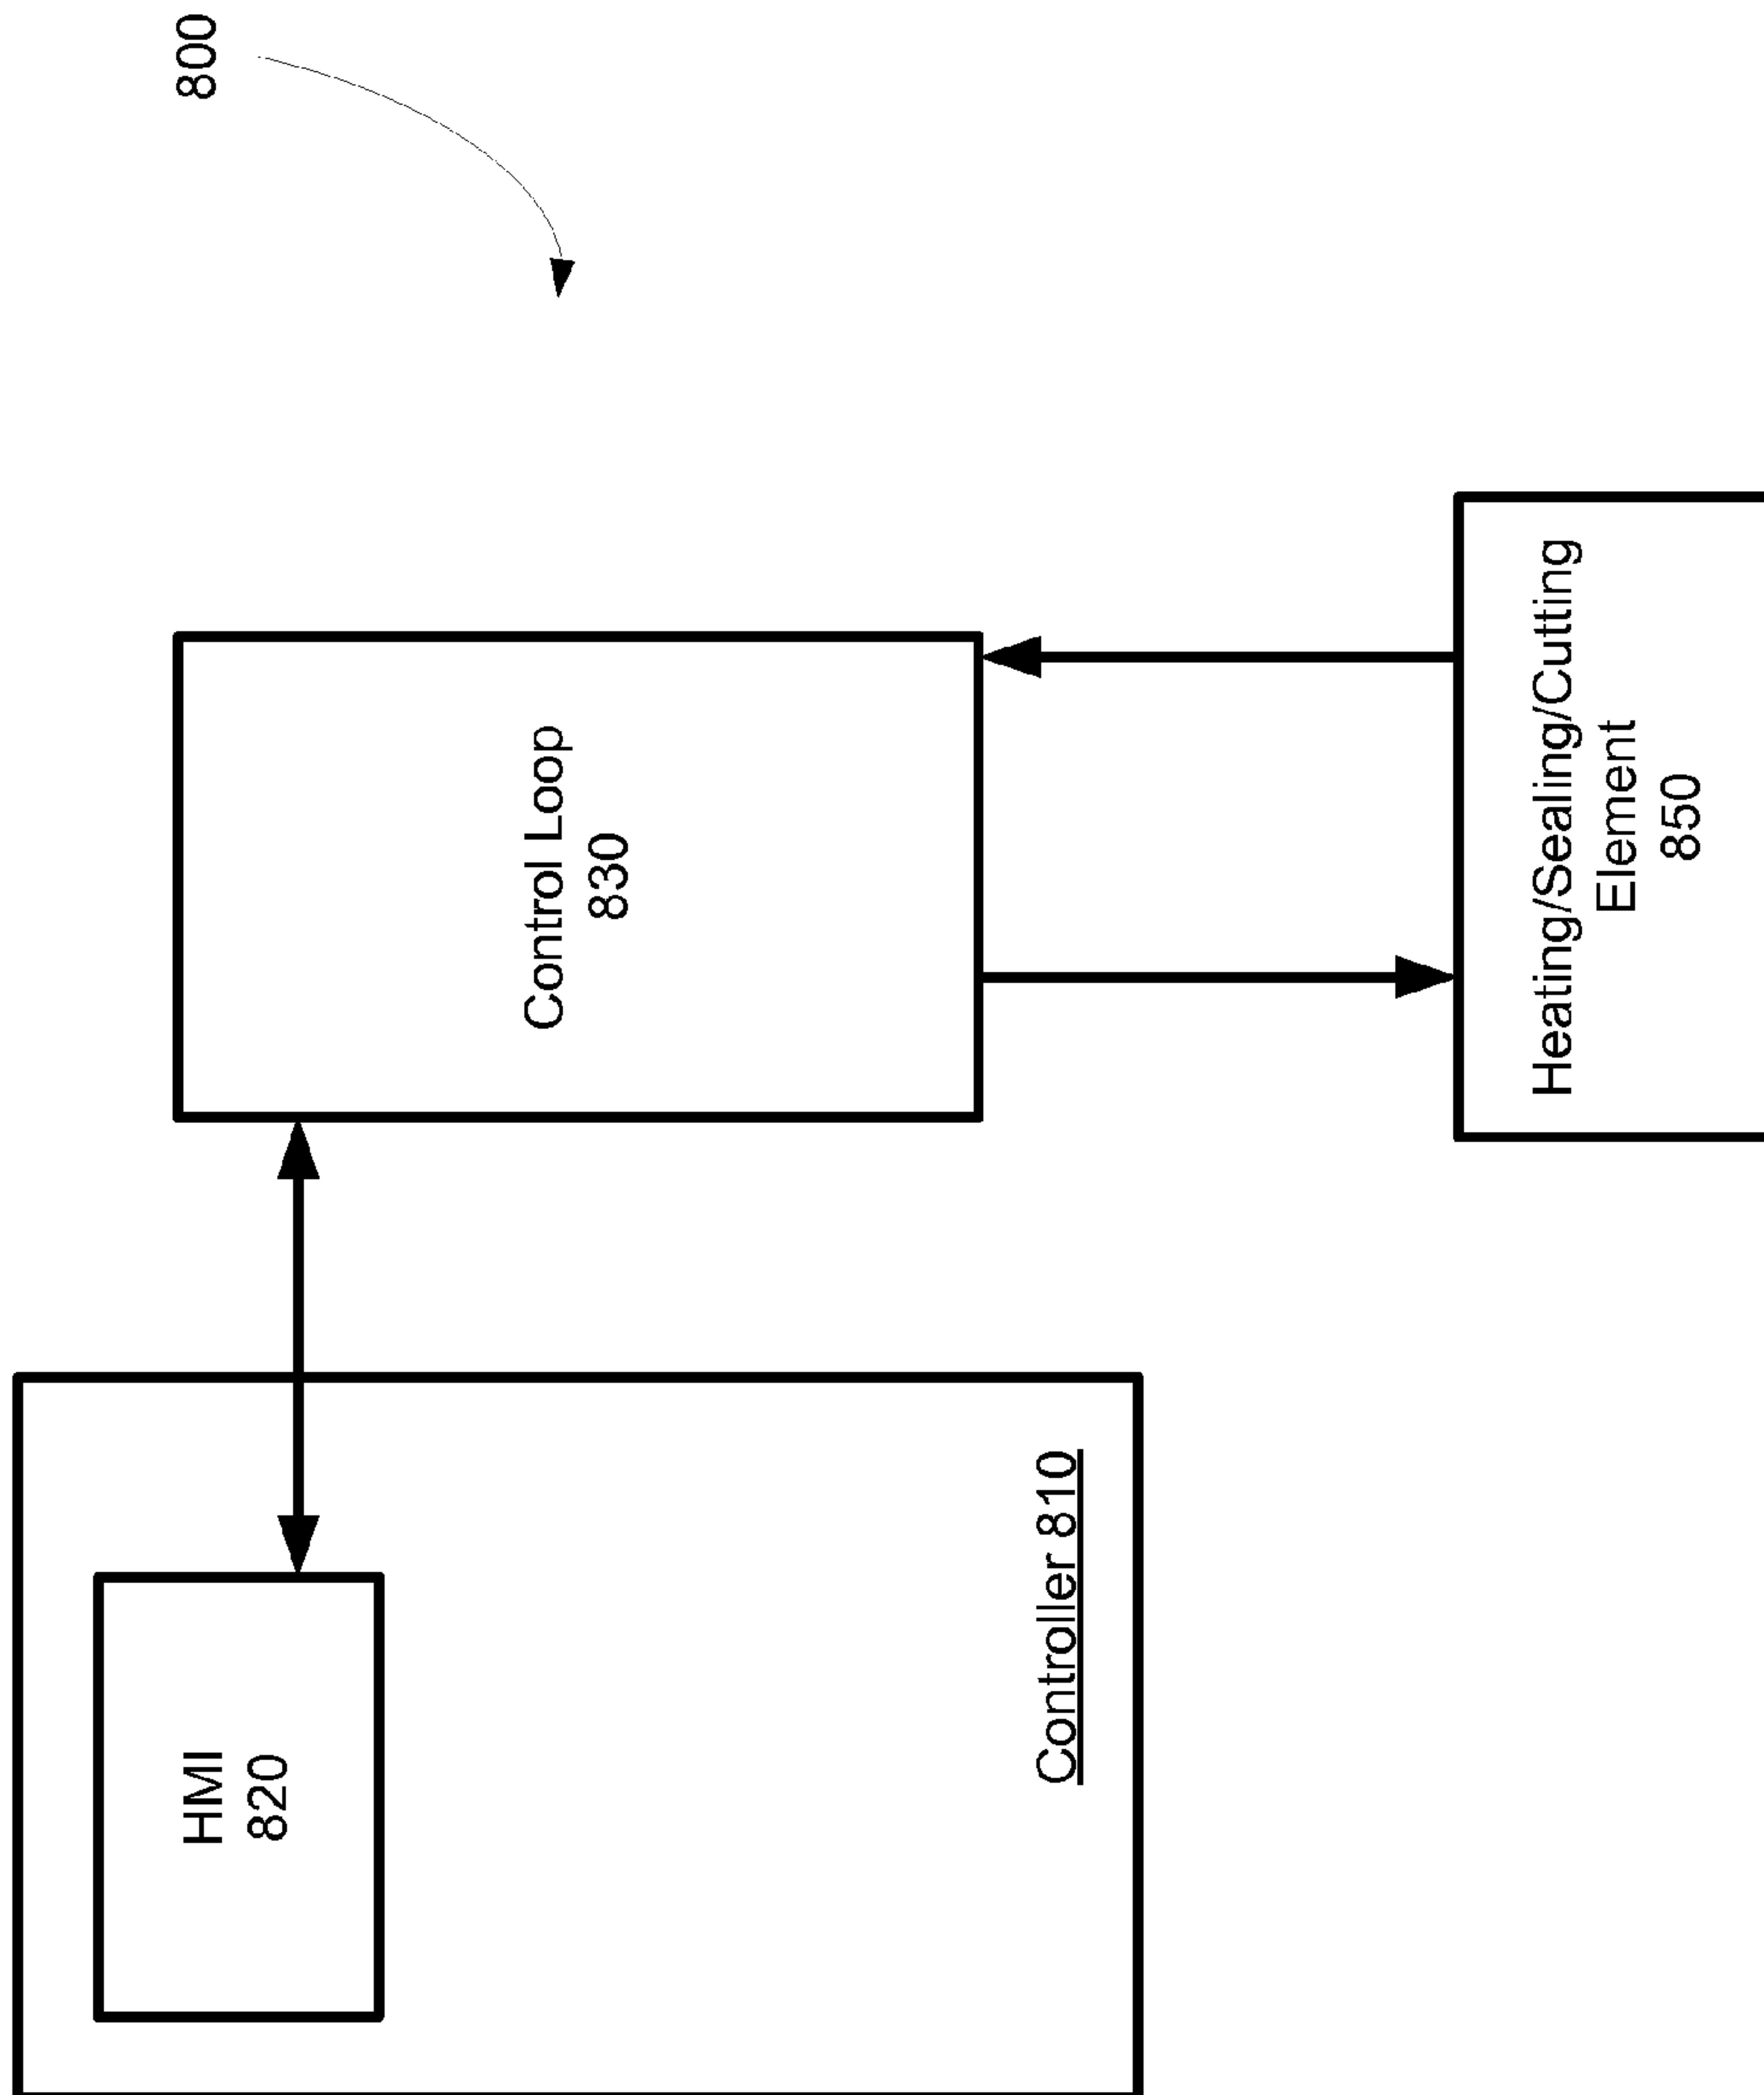 800
HMI
820
Control Loop
830
Controller 810
Heating/Sealing/Cutting
Element
850